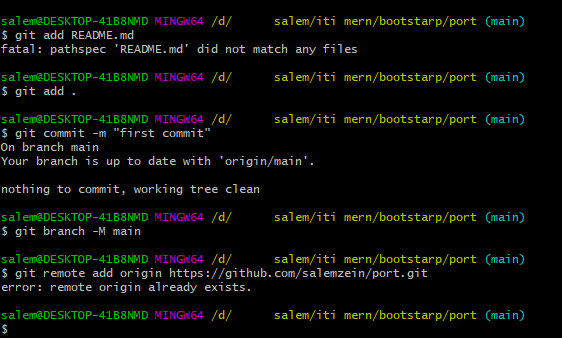 salem@DESKTOP-41B8NMD MINGW64 /d/ salem/iti mern/bootstarp/port (main)
$ git add README.md
fatal: pathspec 'README.md' did not match any files
salem@DESKTOP-41B8NMD MINGW64 /d/ salem/iti mern/bootstarp/port (main)
$ git add .
salem@DESKTOP-41B8NMD MINGW64 /d/ salem/iti mern/bootstarp/port (main)
$ git commit -m "first commit"
On branch main
Your branch is up to date with 'origin/main'.
nothing to commit, working tree clean
salem@DESKTOP-41B8NMD MINGW64 /d/ salem/iti mern/bootstarp/port (main)
$ git branch -M main
salem@DESKTOP-41B8NMD MINGW64 /d/ salem/iti mern/bootstarp/port (main)
$ git remote add origin https://github.com/salemzein/port.git
error: remote origin already exists.
salem@DESKTOP-41B8NMD MINGW64 /d/ salem/iti mern/bootstarp/port (main)
$